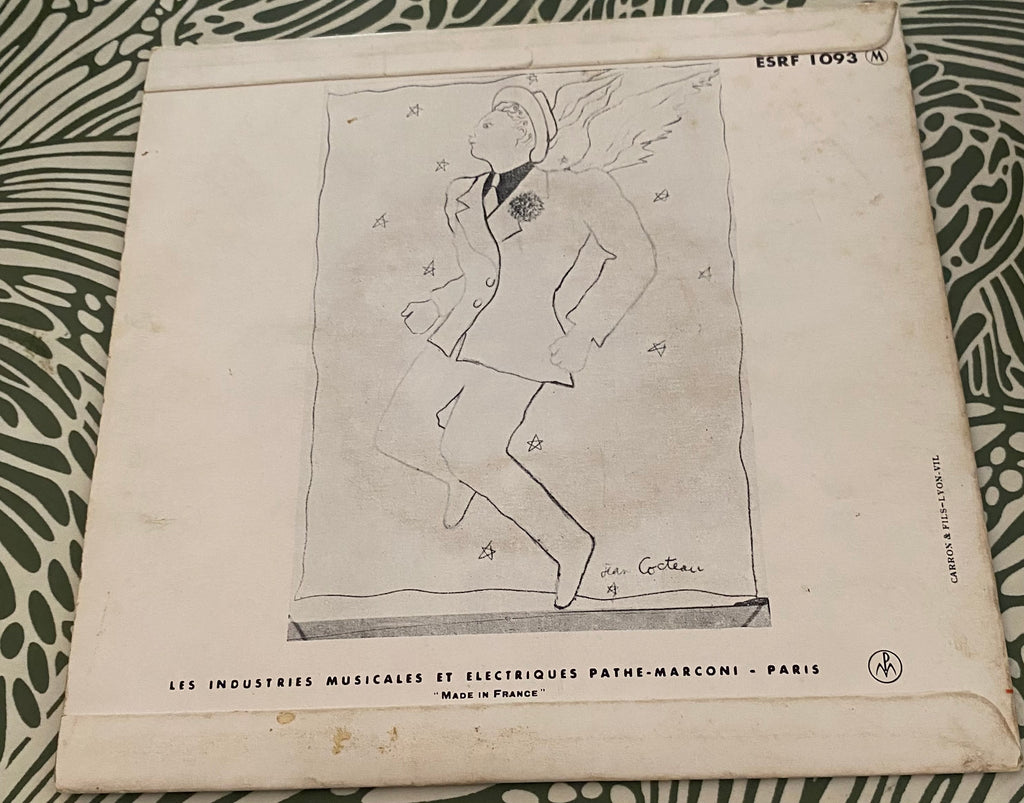 ESRF 1093 M
Jean Cocteau
CARRON & FILS-LYON-VIL
LES INDUSTRIES MUSICALES ET ELECTRIQUES PATHE-MARCONI - PARIS
"MADE IN FRANCE"